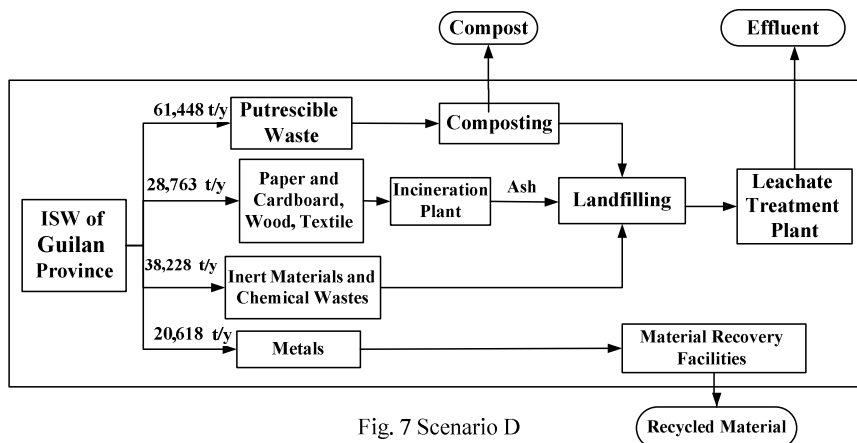 Compost
Effluent
61,448 t/y
Putrescible
Waste
Composting
28,763 t/y
Paper and
Cardboard,
Wood, Textile
Incineration
Plant
Ash
Landfilling
Leachate
Treatment
Plant
ISW of
Guilan
Province
38,228 t/y
Inert Materials and
Chemical Wastes
20,618 t/y
Metals
Material Recovery
Facilities
Fig. 7 Scenario D
Recycled Material